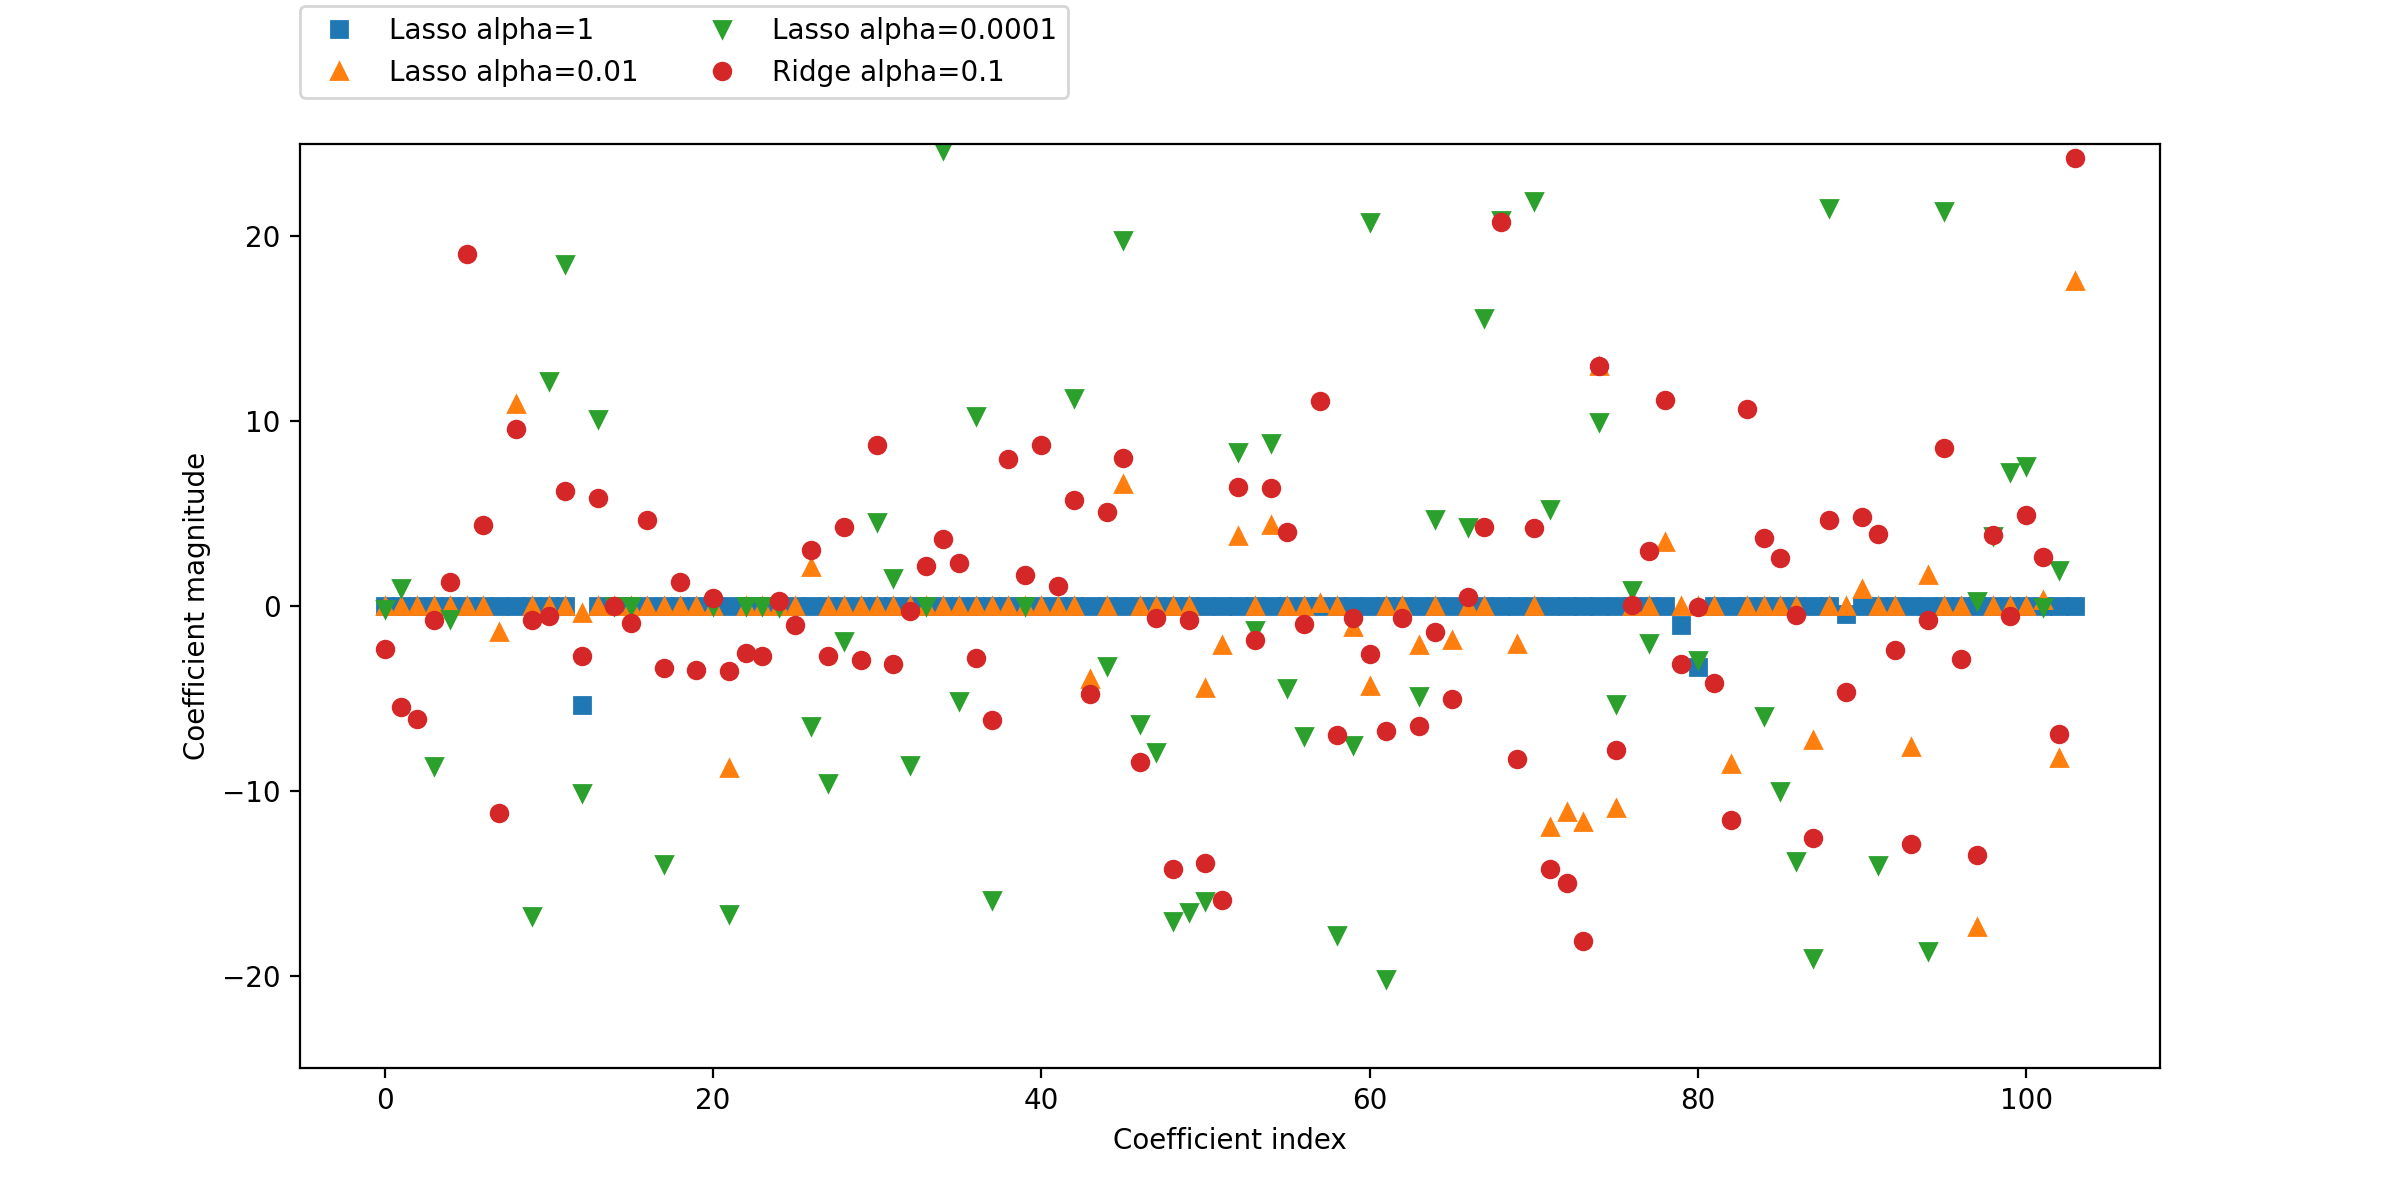 Lasso alpha=1
Lasso alpha=0.01
Lasso alpha=0.0001
Ridge alpha=0.1
Coefficient magnitude
20
10
0
−10
−20
0 20 40 60 80 100
Coefficient index